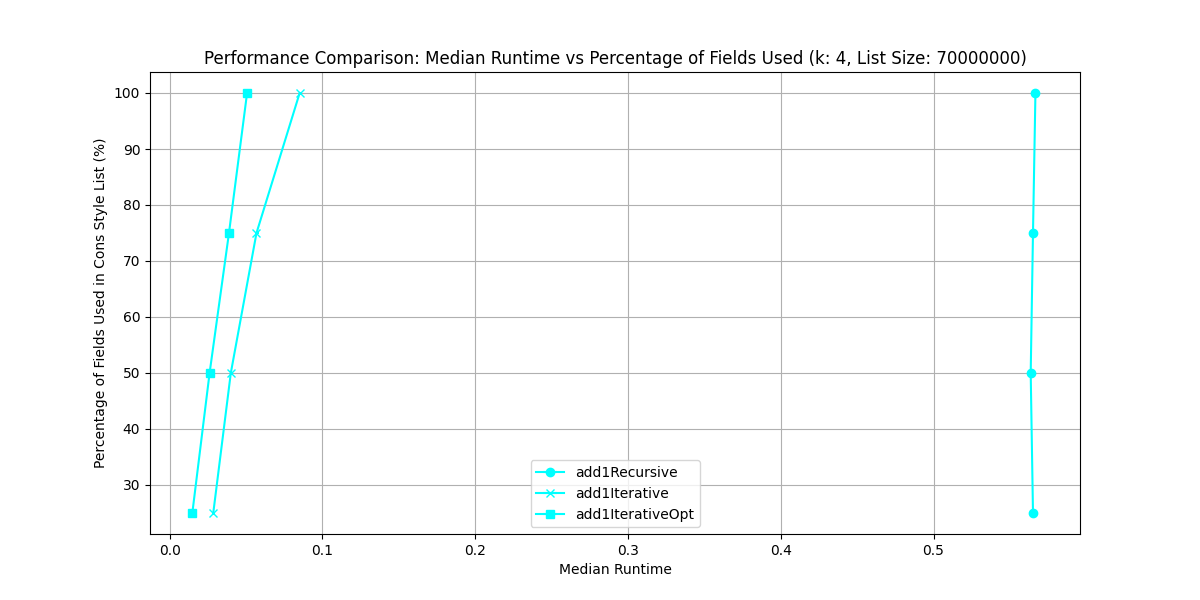 Performance Comparison: Median Runtime vs Percentage of Fields Used (k: 4, List Size: 70000000)
Percentage of Fields Used in Cons Style List (%)
100
90
80
70
60
50
40
30
add1Recursive
add1Iterative
add1IterativeOpt
0.0 0.1 0.2 0.3 0.4 0.5
Median Runtime